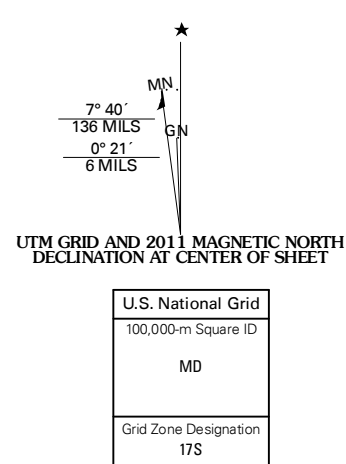 MN
7° 40´
136 MILS
GN
0° 21´
6 MILS
UTM GRID AND 2011 MAGNETIC NORTH
DECLINATION AT CENTER OF SHEET
U.S. National Grid
100,000-m Square ID
MD
Grid Zone Designation
17S